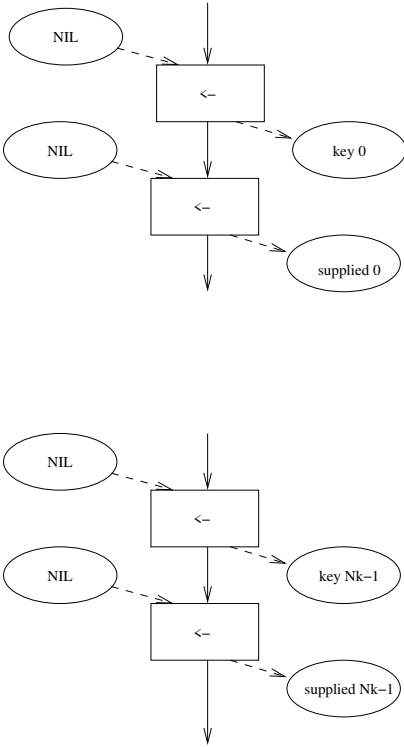 NIL
<–
NIL
key 0
<–
supplied 0
NIL
<–
NIL
key Nk–1
<–
supplied Nk–1